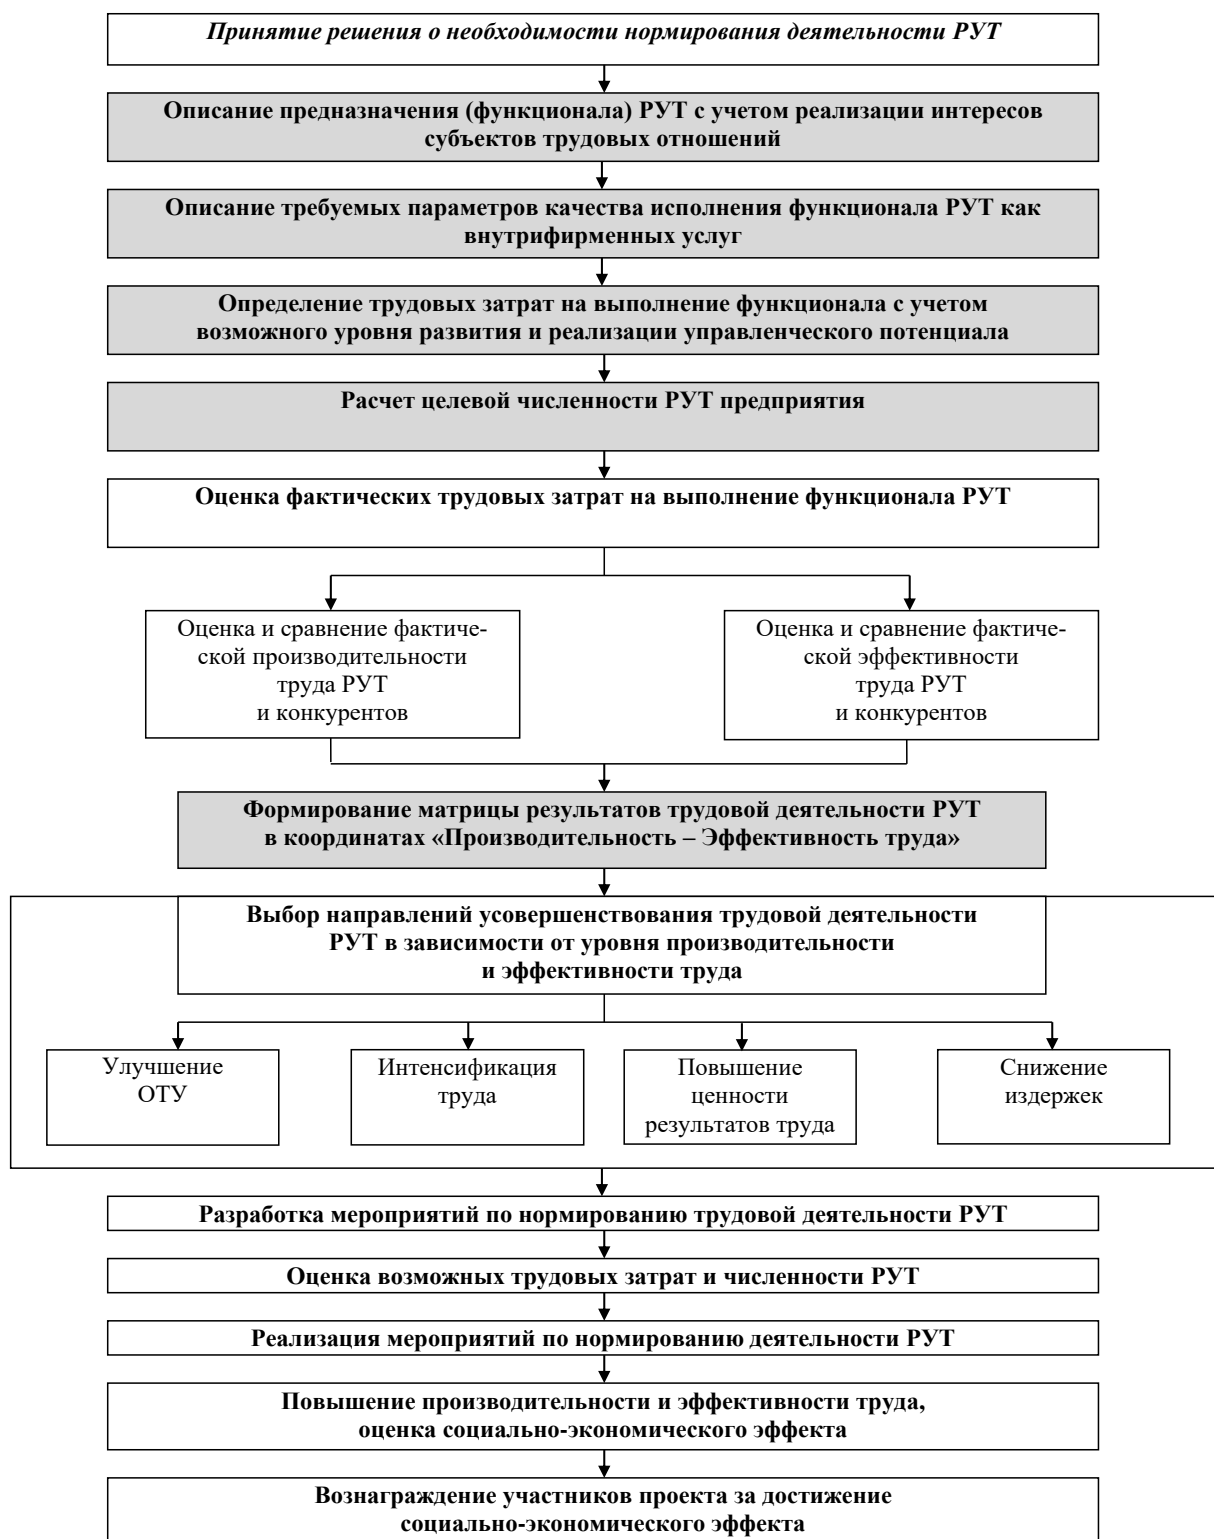 Принятие решения о необходимости нормирования деятельности РУТ
Описание предназначения (функционала) РУТ с учетом реализации интересов
субъектов трудовых отношений
Описание требуемых параметров качества исполнения функционала РУТ как
внутрифирменных услуг
Определение трудовых затрат на выполнение функционала с учетом
возможного уровня развития и реализации управленческого потенциала
Расчет целевой численности РУТ предприятия
Оценка фактических трудовых затрат на выполнение функционала РУТ
Оценка и сравнение фактиче-
ской производительности
труда РУТ
и конкурентов
Оценка и сравнение фактиче-
ской эффективности
труда РУТ
и конкурентов
Формирование матрицы результатов трудовой деятельности РУТ
в координатах «Производительность – Эффективность труда»
Выбор направлений усовершенствования трудовой деятельности
РУТ в зависимости от уровня производительности
и эффективности труда
Улучшение
ОТУ
Интенсификация
труда
Повышение
ценности
результатов труда
Снижение
издержек
Разработка мероприятий по нормированию трудовой деятельности РУТ
Оценка возможных трудовых затрат и численности РУТ
Реализация мероприятий по нормированию деятельности РУТ
Повышение производительности и эффективности труда,
оценка социально-экономического эффекта
Вознаграждение участников проекта за достижение
социально-экономического эффекта